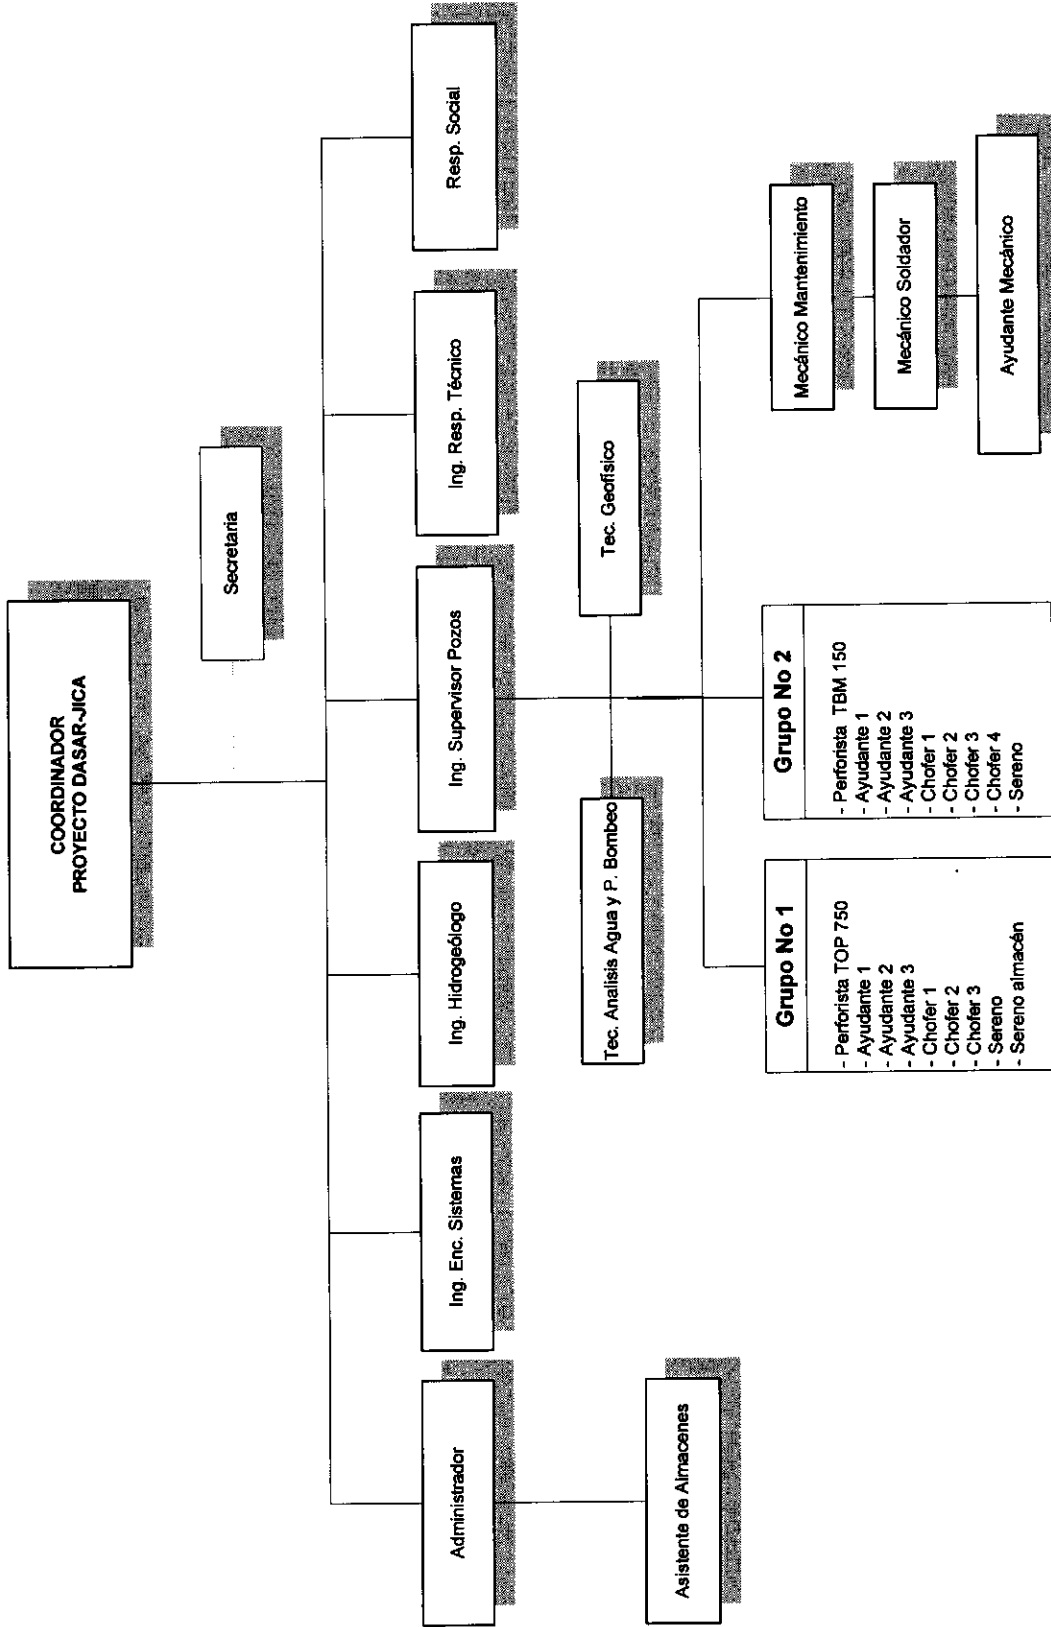 COORDINADOR
PROYECTO DASAR-JICA
Secretaria
Administrador
Ing. Enc. Sistemas
Ing. Hidrogeólogo
Ing. Supervisor Pozos
Ing. Resp. Técnico
Resp. Social
Asistente de Almacenes
Tec. Analisis Agua y P. Bombeo
Tec. Geofísico
Grupo No 1
- Perforista TOP 750
- Ayudante 1
- Ayudante 2
- Ayudante 3
- Chofer 1
- Chofer 2
- Chofer 3
- Sereno
- Sereno almacén
Grupo No 2
- Perforista TBM 150
- Ayudante 1
- Ayudante 2
- Ayudante 3
- Chofer 1
- Chofer 2
- Chofer 3
- Chofer 4
- Sereno
Mecánico Mantenimiento
Mecánico Soldador
Ayudante Mecánico